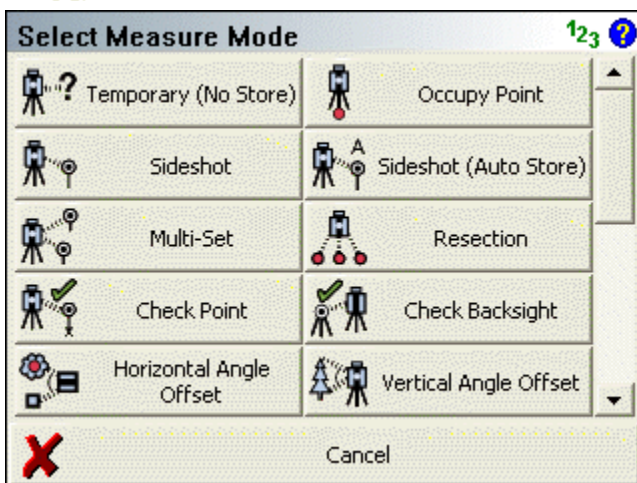 Select Measure Mode 123 ?
? Temporary (No Store) Occupy Point
Sideshot A Sideshot (Auto Store)
Multi-Set Resection
Check Point Check Backsight
Horizontal Angle
Offset Vertical Angle Offset
Cancel